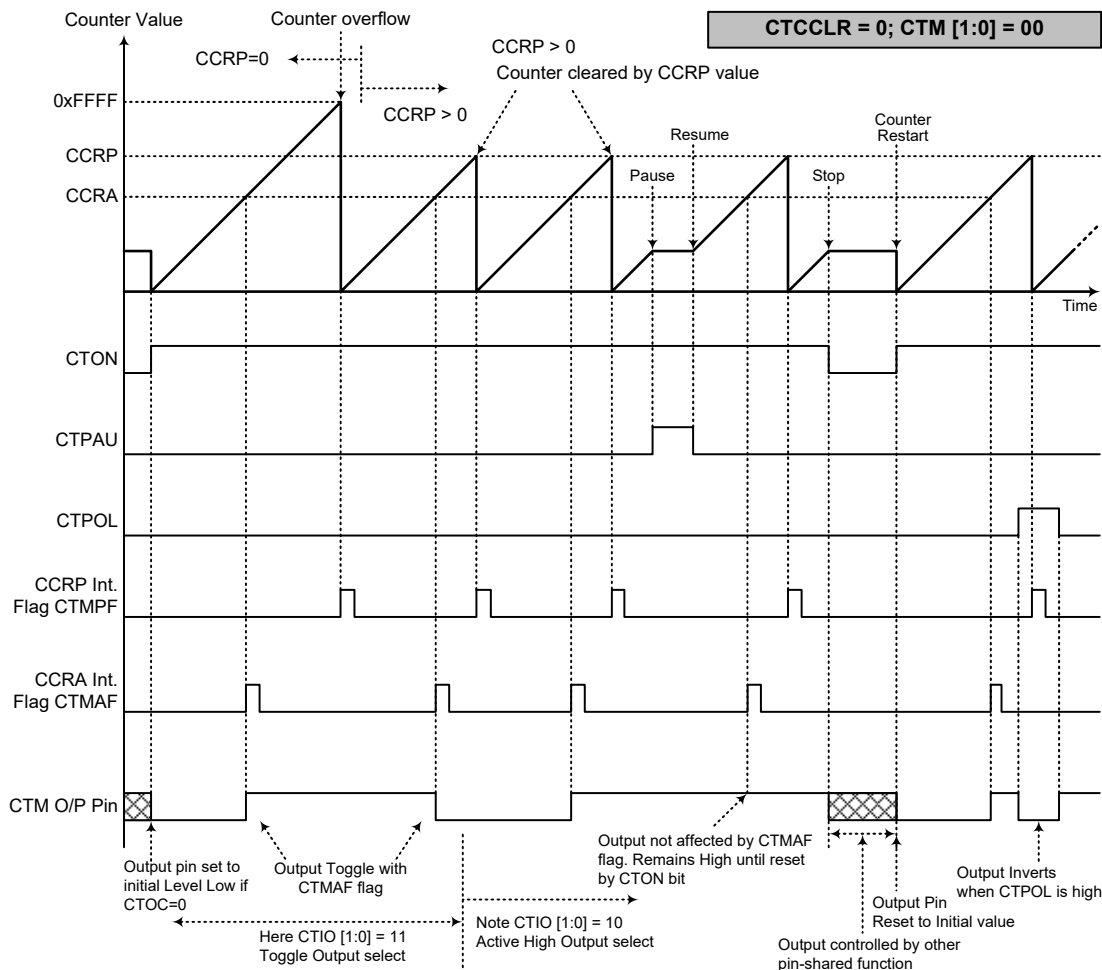 Counter Value
Counter overflow
CTCCLR = 0; CTM [1:0] = 00
CCRP=0
CCRP > 0
CCRP > 0
Counter cleared by CCRP value
0xFFFF
CCRP
CCRA
Pause
Resume
Stop
Counter
Restart
Time
CTON
CTPAU
CTPOL
CCRP Int.
Flag CTMPF
CCRA Int.
Flag CTMAF
CTM O/P Pin
Output pin set to
initial Level Low if
CTOC=0
Output Toggle with
CTMAF flag
Here CTIO [1:0] = 11
Toggle Output select
Note CTIO [1:0] = 10
Active High Output select
Output not affected by CTMAF
flag. Remains High until reset
by CTON bit
Output controlled by other
pin-shared function
Output Pin
Reset to Initial value
Output Inverts
when CTPOL is high